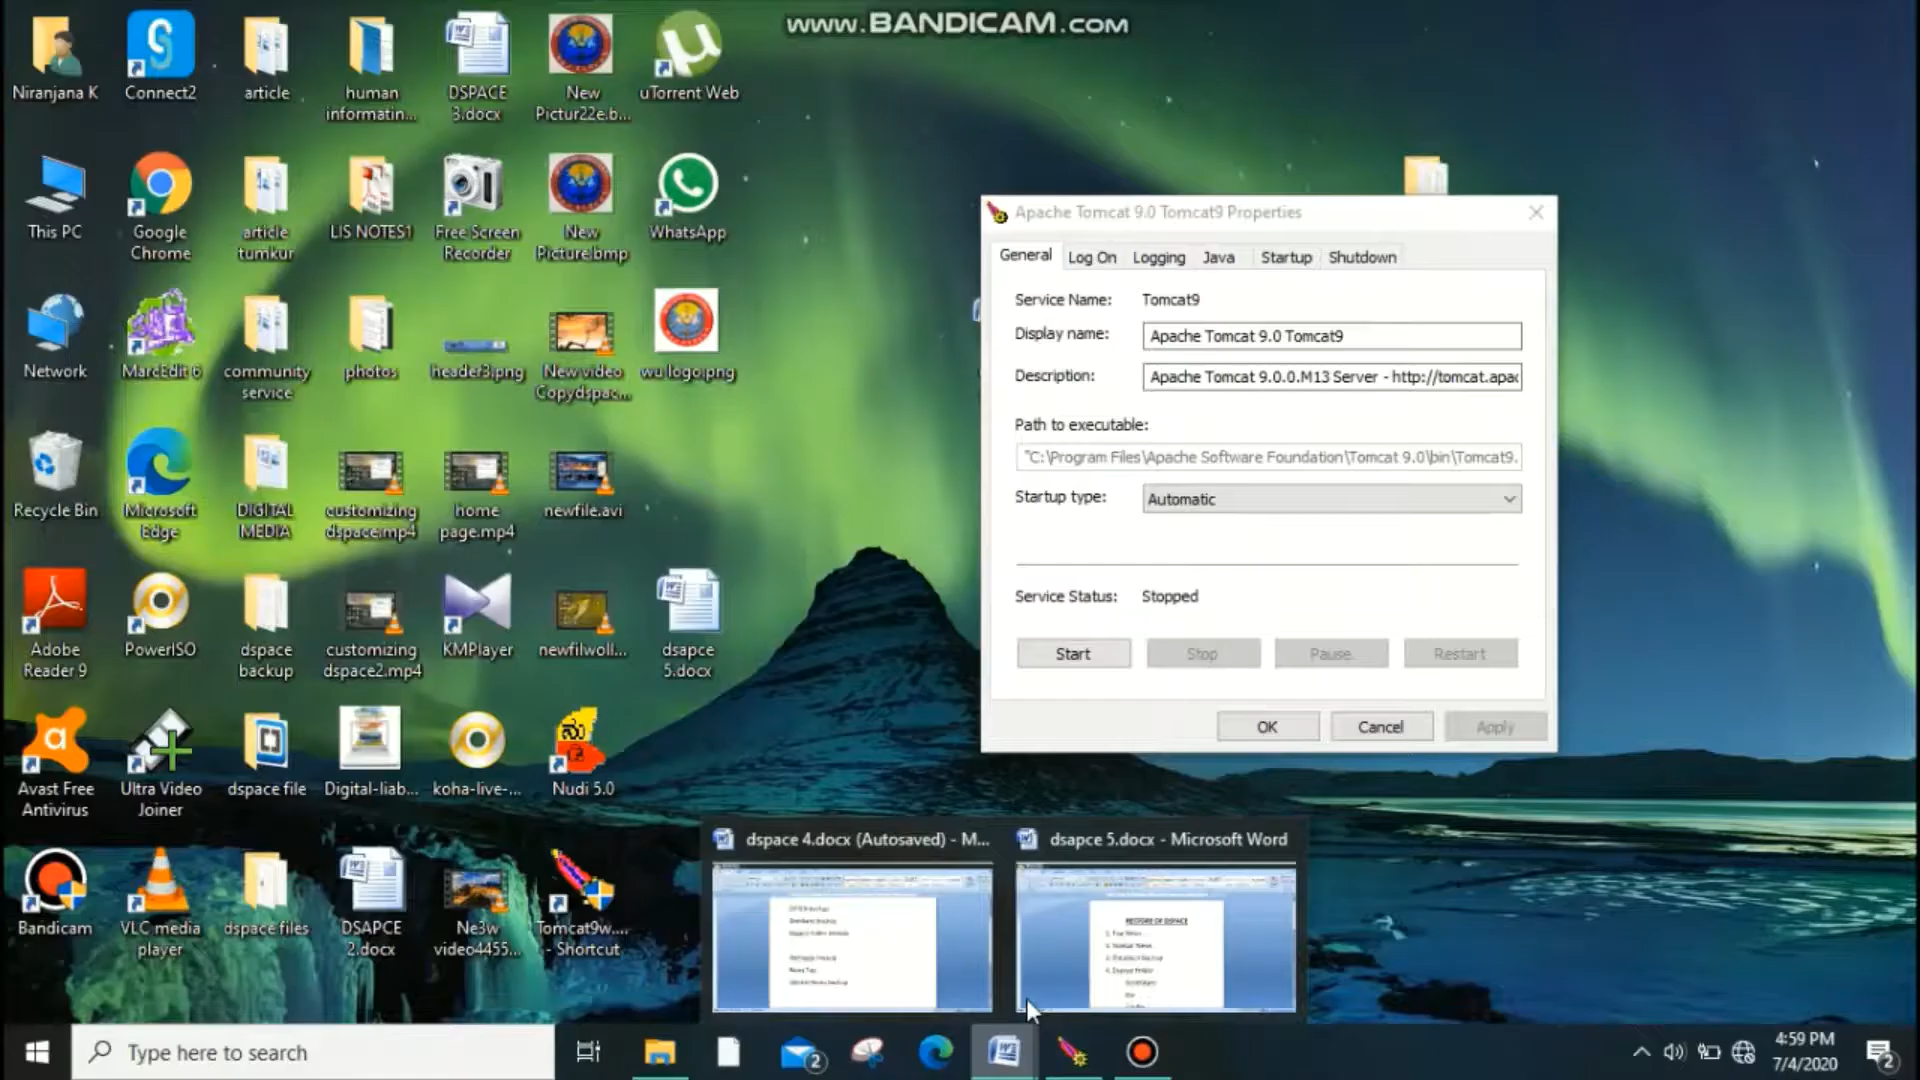 www.BANDICAM.com
Niranjana K
Connect2
article
human
informatin...
DSPACE
3.docx
New
Pictur22e.b...
uTorrent Web
This PC
Google
Chrome
article
tumkur
LIS NOTES1
Free Screen
Recorder
New
Picture.bmp
WhatsApp
Network
MarcEdit 6
community
service
photos
header3.png
New video
Copydspac...
wu logo.png
Recycle Bin
Microsoft
Edge
DIGITAL
MEDIA
customizing
dspace.mp4
home
page.mp4
newfile.avi
Adobe
Reader 9
PowerISO
dspace
backup
customizing
dspace2.mp4
KMPlayer
newfilwoll...
dsapce
5.docx
Avast Free
Antivirus
Ultra Video
Joiner
dspace file
Digital-liab...
koha-live-...
Nudi 5.0
Bandicam
VLC media
player
dspace files
DSAPCE
2.docx
Ne3w
video4455...
Tomcat9w....
- Shortcut
Apache Tomcat 9.0 Tomcat9 Properties
General Log On Logging Java Startup Shutdown
Service Name: Tomcat9
Display name: Apache Tomcat 9.0 Tomcat9
Description: Apache Tomcat 9.0.0.M13 Server - http://tomcat.apac
Path to executable:
"C:\Program Files\Apache Software Foundation\Tomcat 9.0\bin\Tomcat9.
Startup type: Automatic
Service Status: Stopped
Start Stop Pause Restart
OK Cancel Apply
dspace 4.docx (Autosaved) - M...
dsapce 5.docx - Microsoft Word
RESTORE OF DSPACE
Type here to search
2
4:59 PM
7/4/2020
2